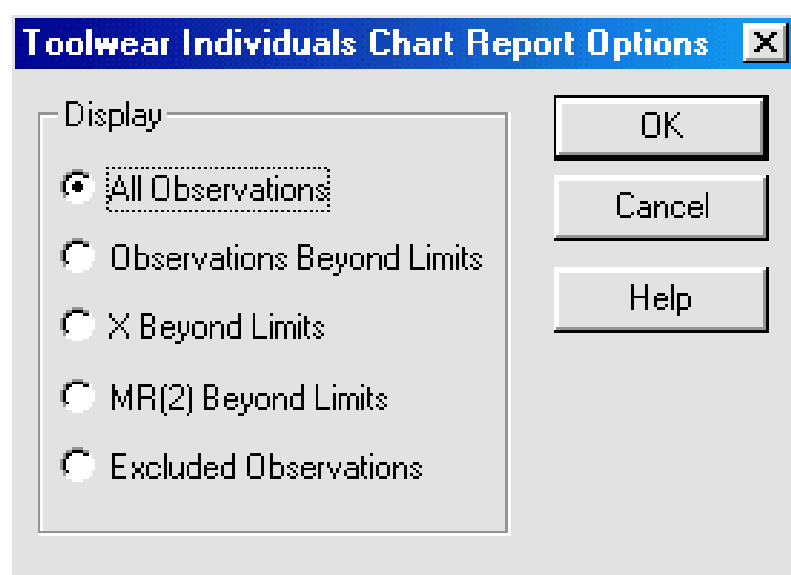 Toolwear Individuals Chart Report Options
Display
All Observations
Observations Beyond Limits
X Beyond Limits
MR(2) Beyond Limits
Excluded Observations
OK
Cancel
Help